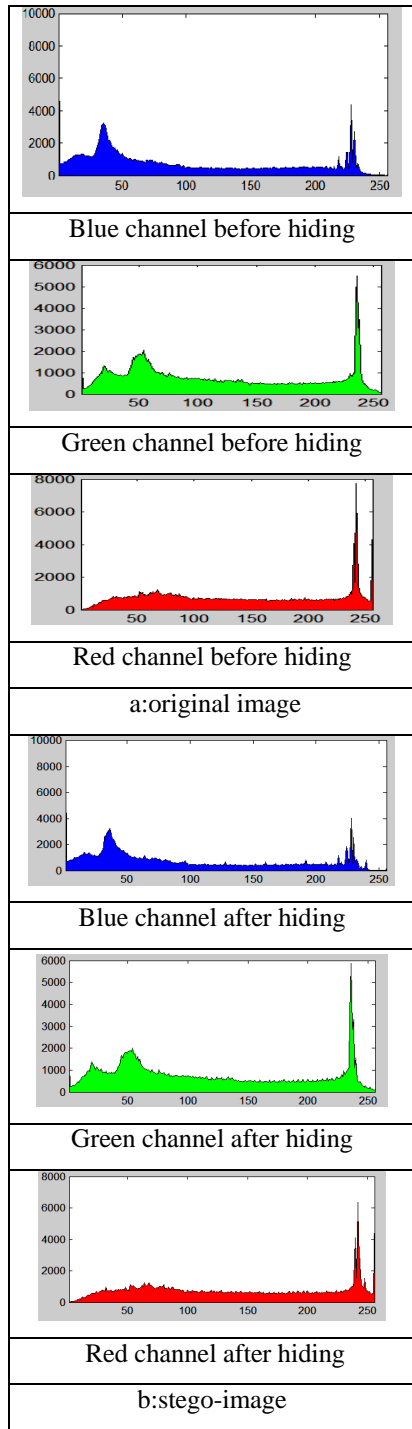 10000
8000
6000
4000
2000
0
50 100 150 200 250
Blue channel before hiding
6000
5000
4000
3000
2000
1000
0
50 100 150 200 250
Green channel before hiding
8000
6000
4000
2000
0
50 100 150 200 250
Red channel before hiding
a:original image
10000
8000
6000
4000
2000
0
50 100 150 200 250
Blue channel after hiding
6000
5000
4000
3000
2000
1000
0
50 100 150 200 250
Green channel after hiding
8000
6000
4000
2000
0
50 100 150 200 250
Red channel after hiding
b:stego-image